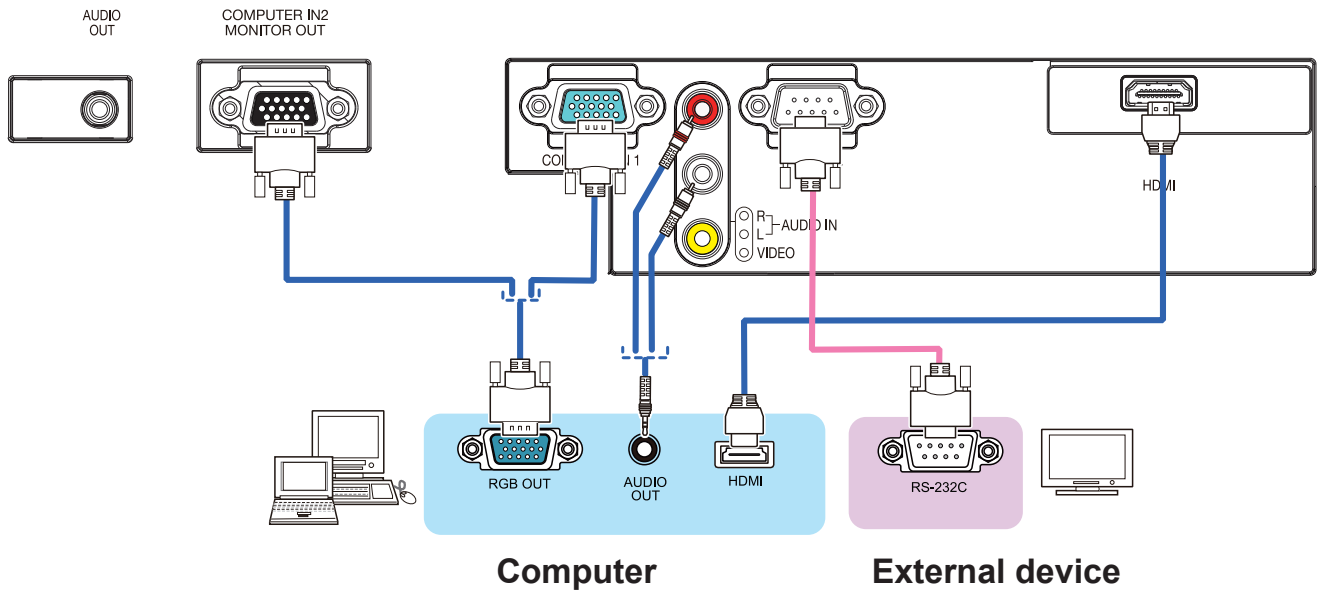 AUDIO
OUT
COMPUTER IN2
MONITOR OUT
R
L
AUDIO IN
VIDEO
HDMI
RGB OUT
AUDIO
OUT
HDMI
RS-232C
Computer
External device